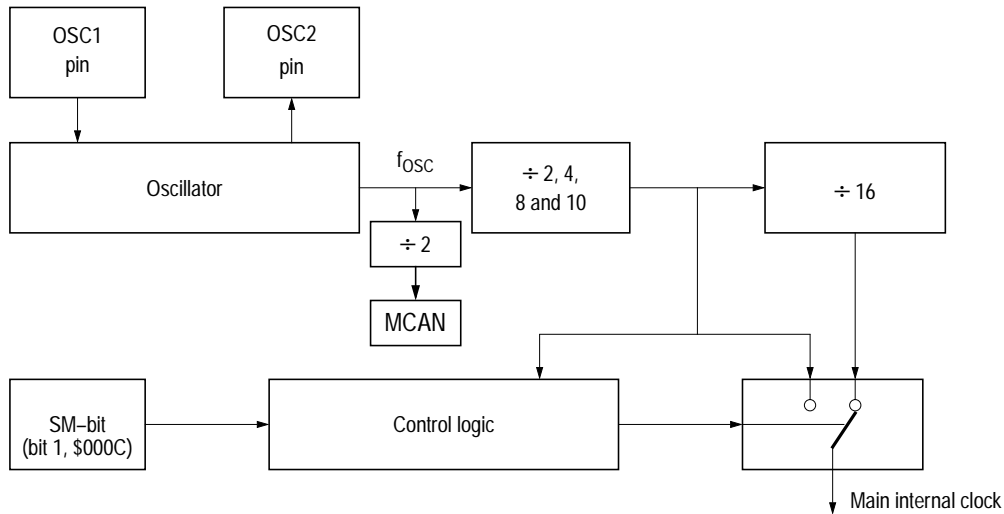 OSC1
pin
OSC2
pin
Oscillator
fOSC
÷ 2, 4,
8 and 10
÷ 16
÷ 2
MCAN
SM–bit
(bit 1, $000C)
Control logic
Main internal clock